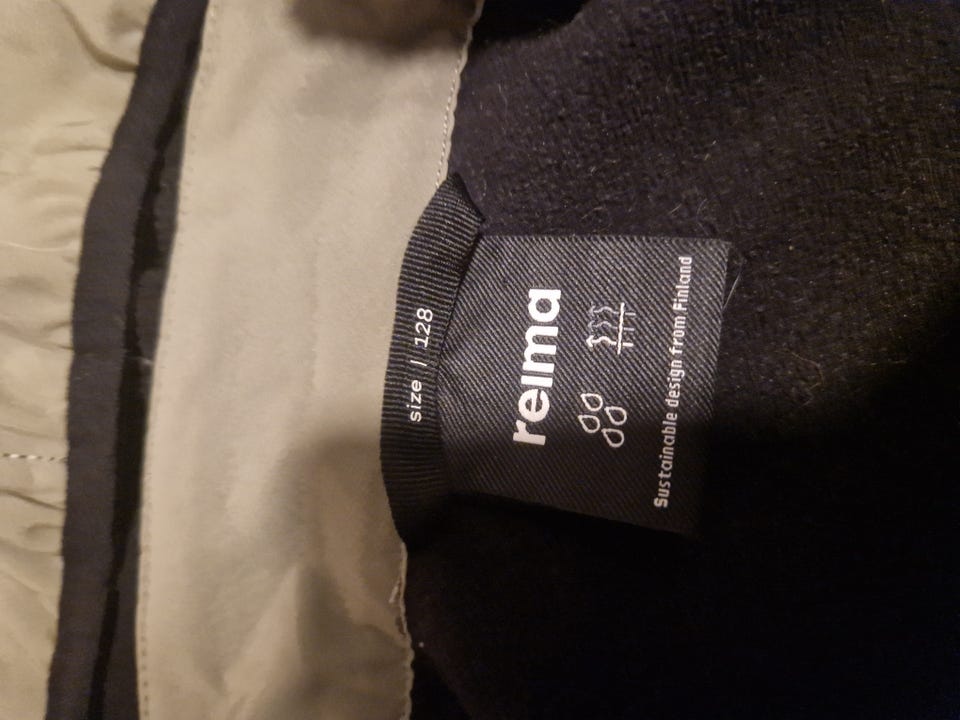 size | 128
reima
Sustainable design from Finland